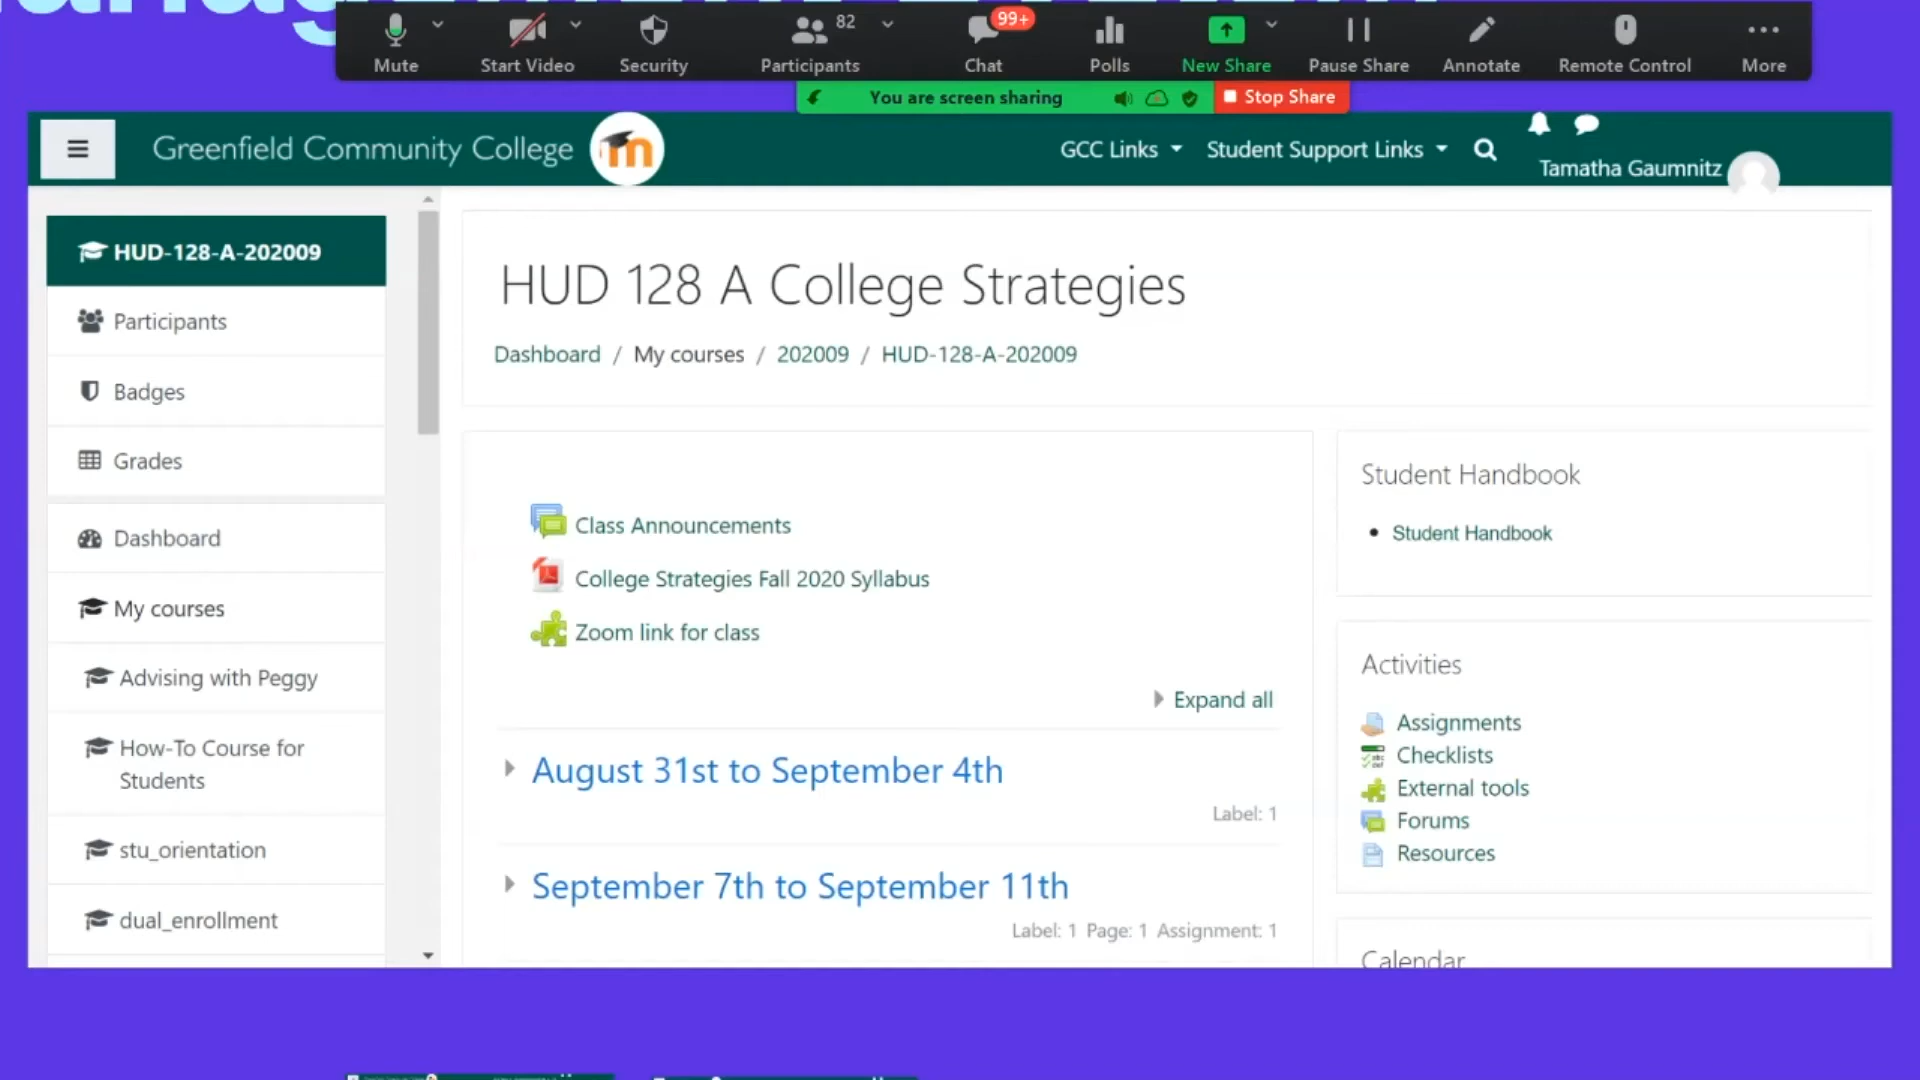 82
99+
Mute
Start Video
Security
Participants
Chat
Polls
New Share
Pause Share
Annotate
Remote Control
More
You are screen sharing
Stop Share
Greenfield Community College
m
GCC Links
Student Support Links
Tamatha Gaumnitz
HUD-128-A-202009
Participants
Badges
Grades
Dashboard
My courses
Advising with Peggy
How-To Course for
Students
stu_orientation
dual_enrollment
HUD 128 A College Strategies
Dashboard / My courses / 202009 / HUD-128-A-202009
Class Announcements
College Strategies Fall 2020 Syllabus
Zoom link for class
Expand all
August 31st to September 4th
Label: 1
September 7th to September 11th
Label: 1 Page: 1 Assignment: 1
Student Handbook
Student Handbook
Activities
Assignments
Checklists
External tools
Forums
Resources
Calendar